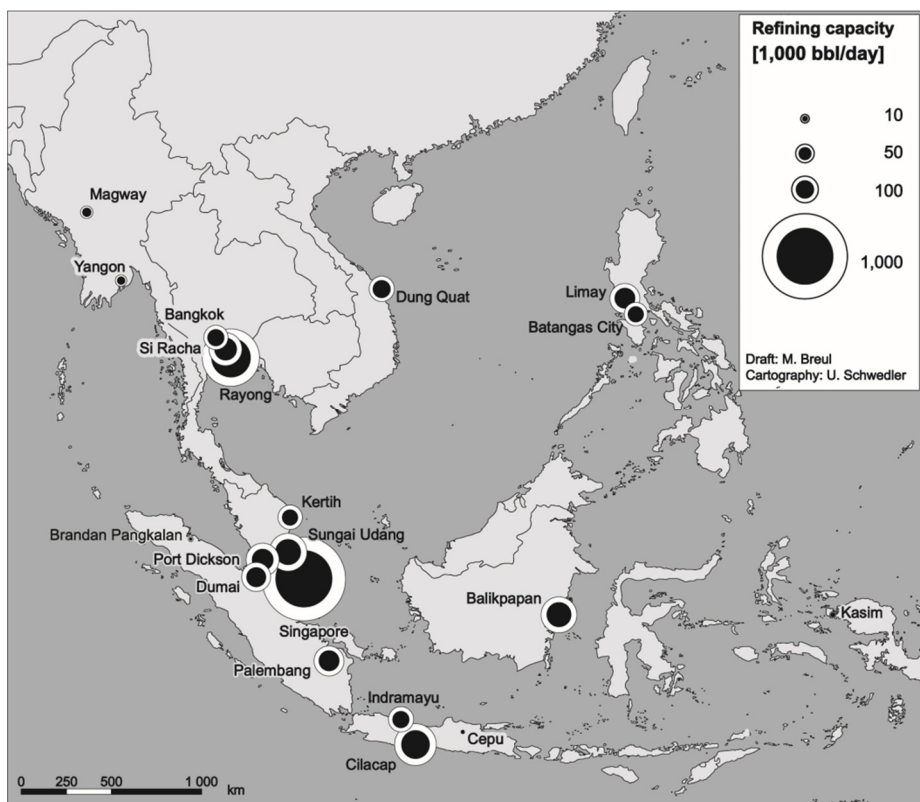 Refining capacity
[1,000 bbl/day]
10
50
100
1,000
Draft: M. Breul
Cartography: U. Schwedler
Magway
Yangon
Bangkok
Si Racha
Rayong
Dung Quat
Limay
Batangas City
Kertih
Brandan Pangkalan
Sungai Udang
Port Dickson
Dumai
Singapore
Palembang
Balikpapan
Kasim
Indramayu
Cepu
Cilacap
0 250 500 1 000
km